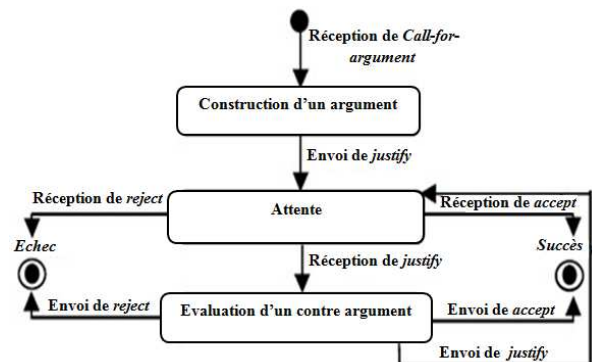 Réception de Call-for-
argument
Construction d'un argument
Envoi de justify
Réception de reject
Attente
Réception de accept
Echec
Succès
Réception de justify
Envoi de reject
Evaluation d'un contre argument
Envoi de accept
Envoi de justify